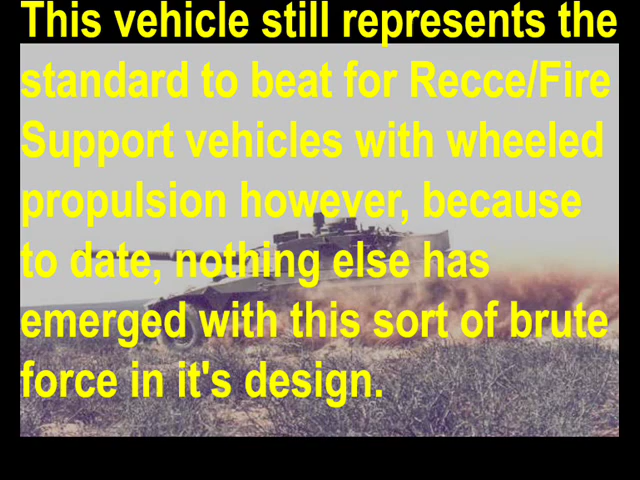 This vehicle still represents the
standard to beat for Recce/Fire
Support vehicles with wheeled
propulsion however, because
to date, nothing else has
emerged with this sort of brute
force in it's design.